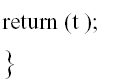 return (t );
}